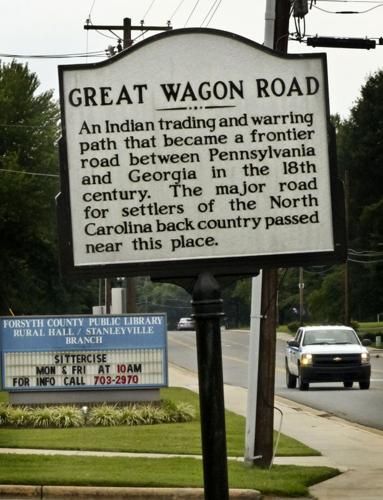 GREAT WAGON ROAD
An Indian trading and warring
path that became a frontier
road between Pennsylvania
and Georgia in the 18th
century. The major road
for settlers of the North
Carolina back country passed
near this place.
FORSYTH COUNTY PUBLIC LIBRARY
RURAL HALL / STANLEYVILLE
BRANCH
SITTERCISE
MON & FRI AT 10AM
FOR INFO CALL 703-2970